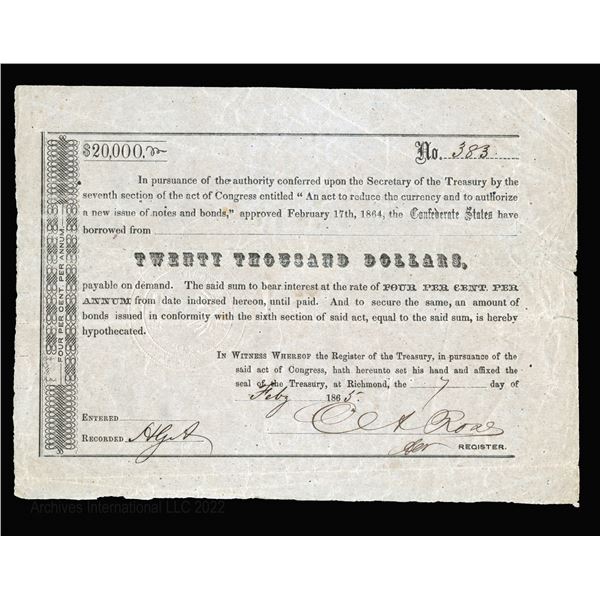 $20,000.
No. 383
In pursuance of the authority conferred upon the Secretary of the Treasury by the
seventh section of the act of Congress entitled “ An act to reduce the currency and to authorize
a new issue of notes and bonds,” approved February 17th, 1864, the Confederate States have
borrowed from
TWENTY THOUSAND DOLLARS,
payable on demand. The said sum to bear interest at the rate of FOUR PER CENT. PER
ANNUM from date indorsed hereon, until paid. And to secure the same, an amount of
bonds issued in conformity with the sixth section of said act, equal to the said sum, is hereby
hypothecated.
IN WITNESS WHEREOF the Register of the Treasury, in pursuance of the
said act of Congress, hath hereunto set his hand and affixed the
seal of the Treasury, at Richmond, the 7 day of
Feby 1865.
ENTERED
RECORDED
REGISTER.
FOUR PER CENT. PER ANNUM.
Archives International LLC 2022